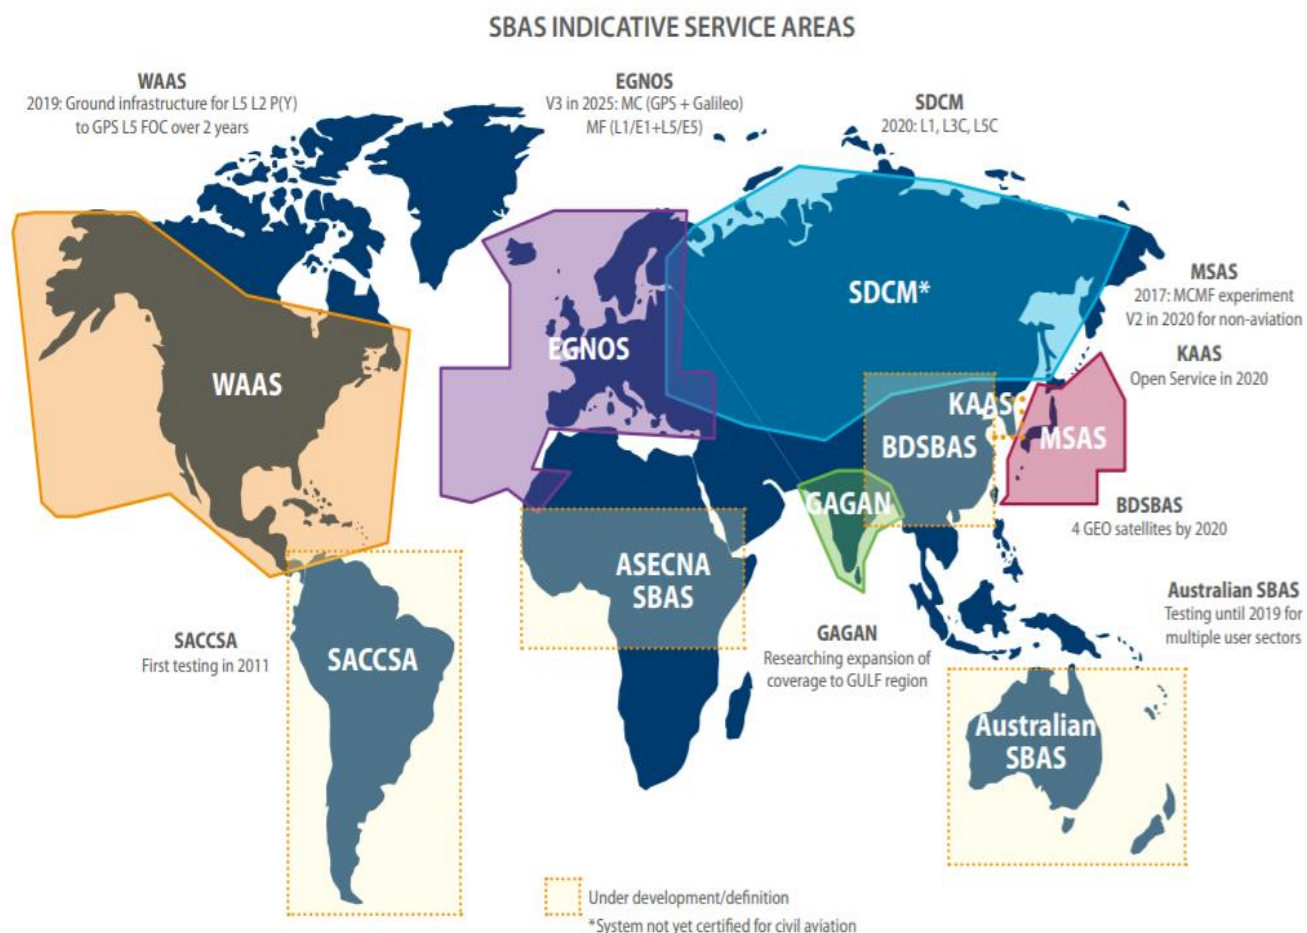 SBAS INDICATIVE SERVICE AREAS
WAAS
2019: Ground infrastructure for L5 L2 P(Y)
to GPS L5 FOC over 2 years
EGNOS
V3 in 2025: MC (GPS + Galileo)
MF (L1/E1+L5/E5)
SDCM
2020: L1, L3C, L5C
MSAS
2017: MCMF experiment
V2 in 2020 for non-aviation
KAAS
Open Service in 2020
SDCM*
EGNOS
WAAS
KAAS
BDSBAS
MSAS
GAGAN
BDSBAS
4 GEO satellites by 2020
ASECNA
SBAS
Australian SBAS
Testing until 2019 for
multiple user sectors
SACCSA
First testing in 2011
SACCSA
GAGAN
Researching expansion of
coverage to GULF region
Australian
SBAS
Under development/definition
*System not yet certified for civil aviation